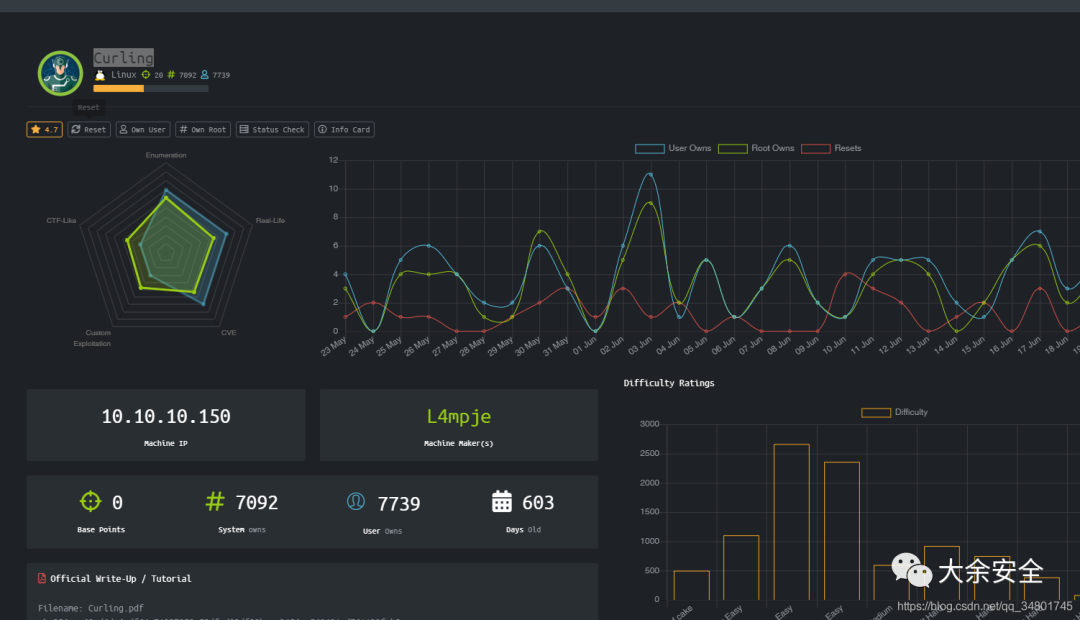 Curling
Linux 20 # 7092 7739
Reset
4.7 Reset Own User # Own Root Status Check Info Card
Enumeration
CTF-Like
Real-Life
Custom
Exploitation
CVE
User Owns Root Owns Resets
12
10
8
6
4
2
0
23 May 24 May 25 May 26 May 27 May 28 May 29 May 30 May 31 May 01 Jun 02 Jun 03 Jun 04 Jun 05 Jun 06 Jun 07 Jun 08 Jun 09 Jun 10 Jun 11 Jun 12 Jun 13 Jun 14 Jun 15 Jun 16 Jun 17 Jun 18 Jun
10.10.10.150
Machine IP
L4mpje
Machine Maker(s)
0
Base Points
# 7092
System owns
7739
User Owns
603
Days Old
Official Write-Up / Tutorial
Filename: Curling.pdf
Difficulty Ratings
Difficulty
3000
2500
2000
1500
1000
500
0
Easy Easy Easy
大余安全
https://blog.csdn.net/qq_34801745